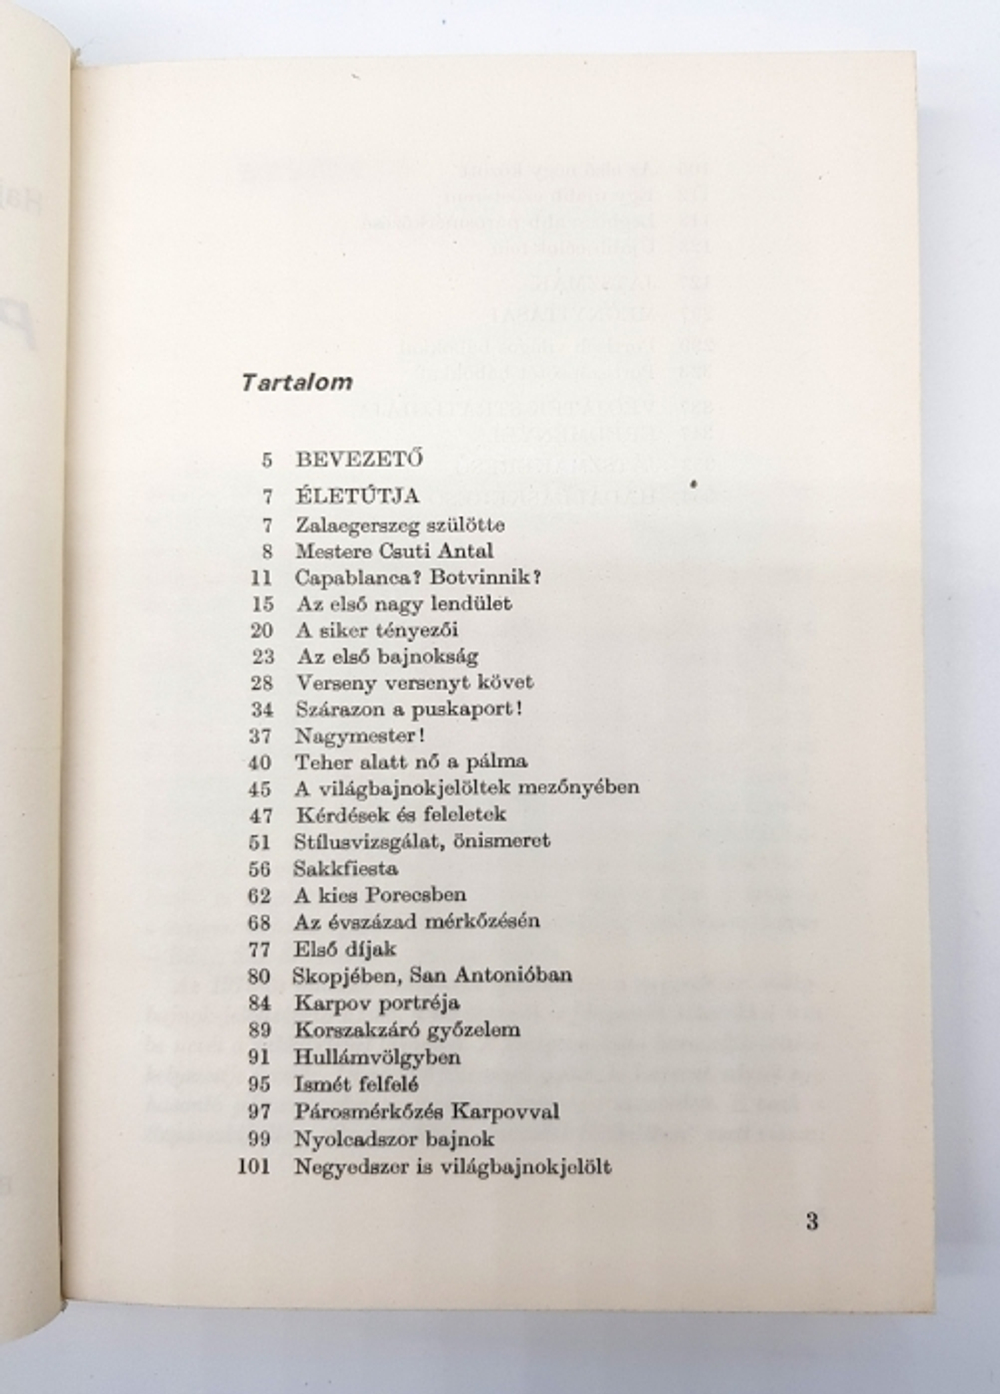 Tartalom
5 BEVEZETŐ
7 ÉLETÚTJA
7 Zalaegerszeg szülötte
8 Mestere Csuti Antal
11 Capablanca? Botvinnik?
15 Az első nagy lendület
20 A siker tényezői
23 Az első bajnokság
28 Verseny versenyt követ
34 Szárazon a puskaport!
37 Nagymester!
40 Teher alatt nő a pálma
45 A világbajnokjelöltek mezőnyében
47 Kérdések és feleletek
51 Stílusvizsgálat, önismeret
56 Sakkfiesta
62 A kies Porecsben
68 Az évszázad mérkőzésén
77 Első díjak
80 Skopjében, San Antonióban
84 Karpov portréja
89 Korszakzáró győzelem
91 Hullámvölgyben
95 Ismét felfelé
97 Párosmérkőzés Karpovval
99 Nyolcadszor bajnok
101 Negyedszer is világbajnokjelölt
3